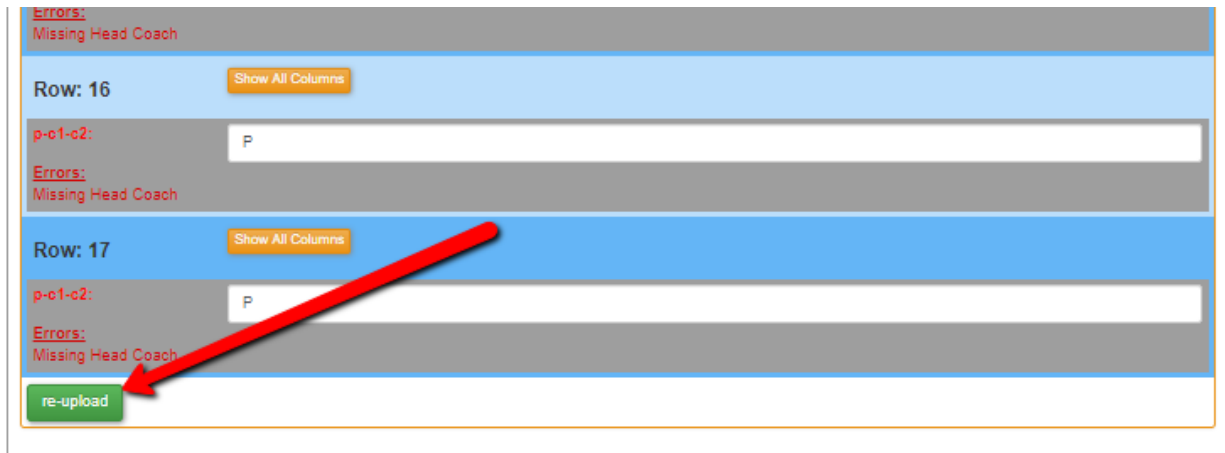 Errors:
Missing Head Coach
Row: 16
Show All Columns
p-c1-c2:
P
Errors:
Missing Head Coach
Row: 17
Show All Columns
p-c1-c2:
P
Errors:
Missing Head Coach
re-upload